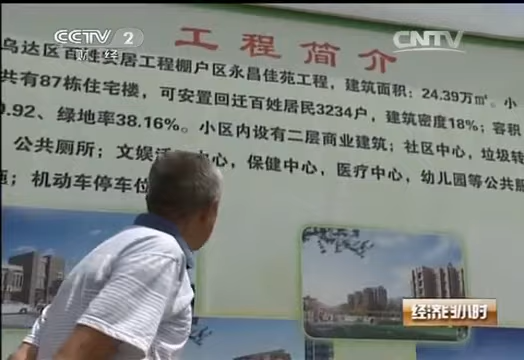 CCTV 2
财经
CNTV
工程简介
乌达区百姓安居工程棚户区永昌佳苑工程，建筑面积：24.39万㎡。小
共有87栋住宅楼，可安置回迁百姓居民3234户，建筑密度18%；容积
0.92、绿地率38.16%。小区内设有二层商业建筑；社区中心，垃圾转
公共厕所；文娱活动中心，保健中心，医疗中心，幼儿园等公共服
施；机动车停车位
经济半小时